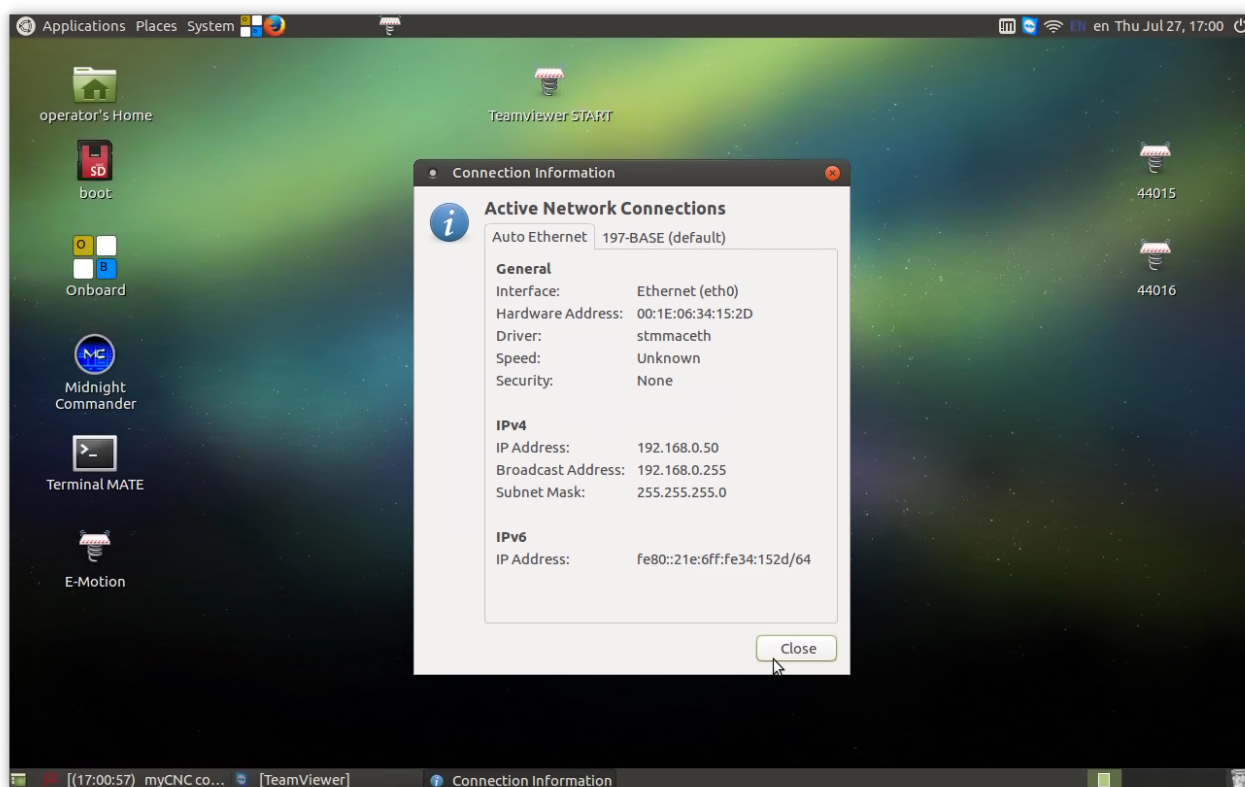 Applications Places System en Thu Jul 27, 17:00
operator's Home
SD
boot
O
B
Onboard
MC
Midnight
Commander
>_
Terminal MATE
E-Motion
Teamviewer START
44015
44016
Connection Information
i
Active Network Connections
Auto Ethernet 197-BASE (default)
General
Interface: Ethernet (eth0)
Hardware Address: 00:1E:06:34:15:2D
Driver: stmmaceth
Speed: Unknown
Security: None
IPv4
IP Address: 192.168.0.50
Broadcast Address: 192.168.0.255
Subnet Mask: 255.255.255.0
IPv6
IP Address: fe80::21e:6ff:fe34:152d/64
Close
[(17:00:57) myCNC co... [TeamViewer] Connection Information